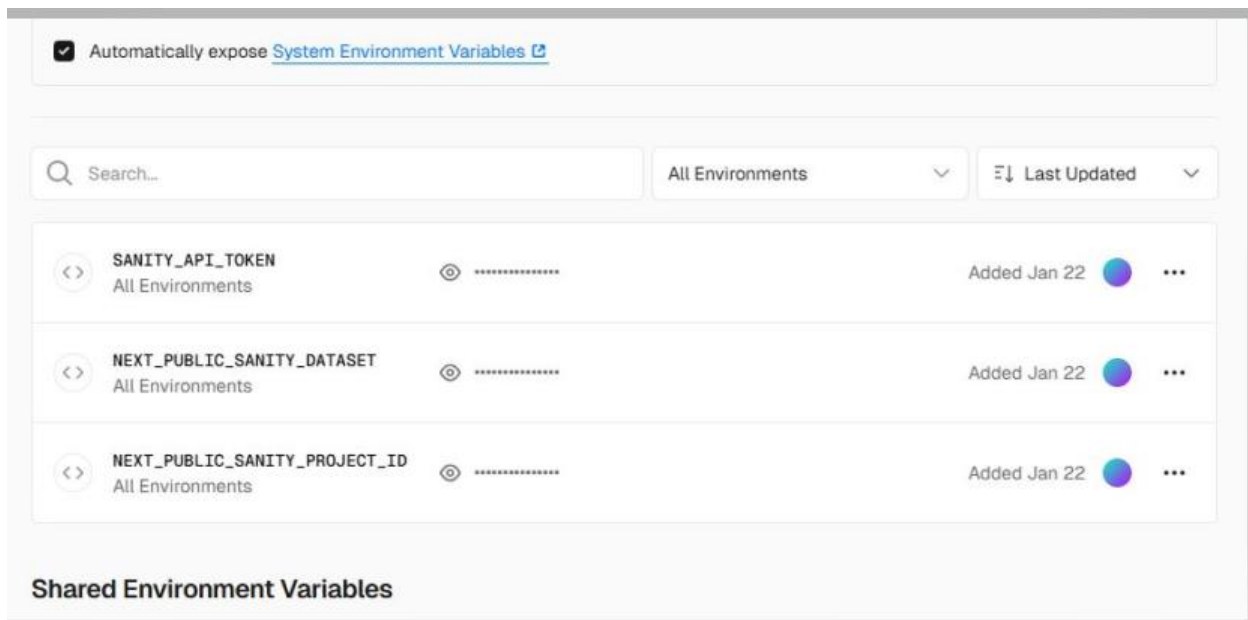 Automatically expose System Environment Variables
Search...
All Environments
Last Updated
SANITY_API_TOKEN
All Environments
•••••••••••••••
Added Jan 22
NEXT_PUBLIC_SANITY_DATASET
All Environments
•••••••••••••••
Added Jan 22
NEXT_PUBLIC_SANITY_PROJECT_ID
All Environments
•••••••••••••••
Added Jan 22
Shared Environment Variables